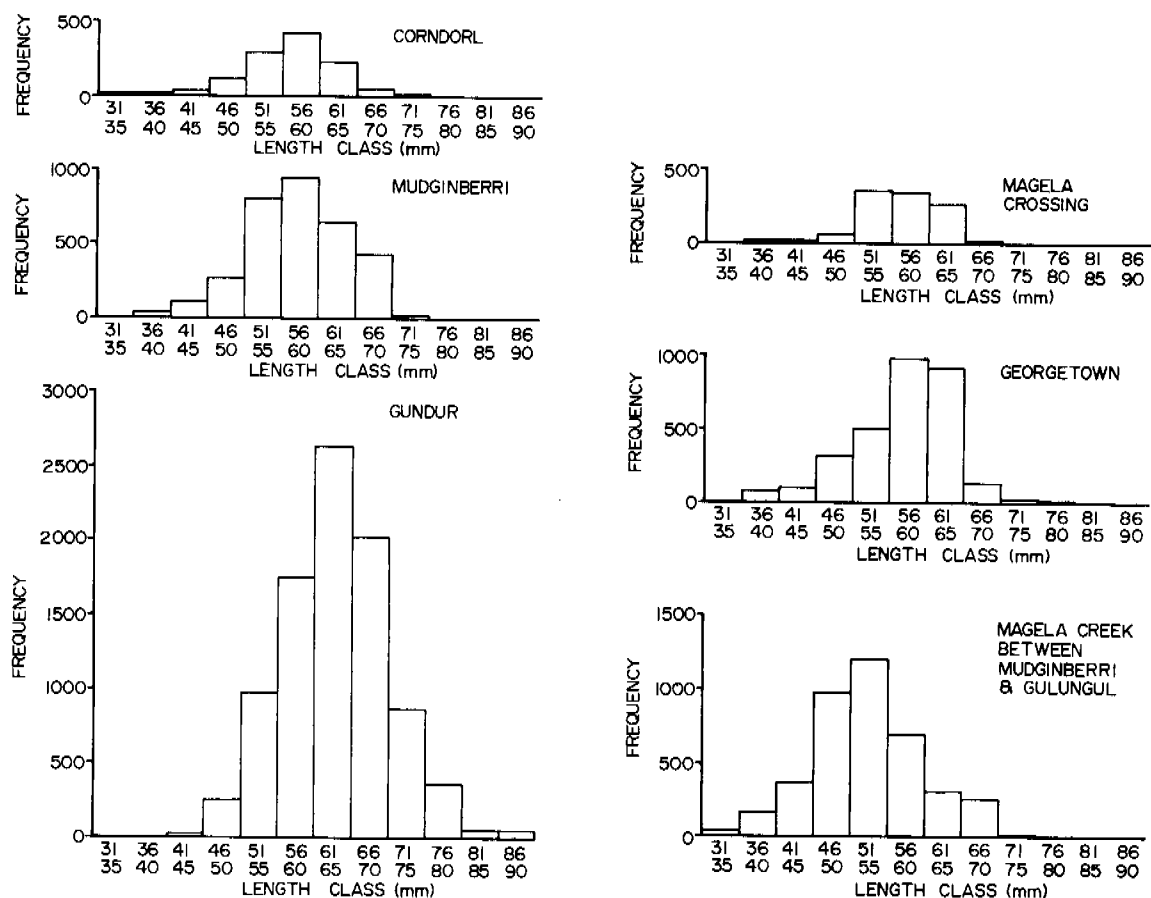 CORNDORL
FREQUENCY
500
0
31 36 41 46 51 56 61 66 71 76 81 86
35 40 45 50 55 60 65 70 75 80 85 90
LENGTH CLASS (mm)
MUDGINBERRI
FREQUENCY
1000
500
0
31 36 41 46 51 56 61 66 71 76 81 86
35 40 45 50 55 60 65 70 75 80 85 90
LENGTH CLASS (mm)
GUNDUR
FREQUENCY
3000
2500
2000
1500
1000
500
0
31 36 41 46 51 56 61 66 71 76 81 86
35 40 45 50 55 60 65 70 75 80 85 90
LENGTH CLASS (mm)
MAGELA
CROSSING
FREQUENCY
500
0
31 36 41 46 51 56 61 66 71 76 81 86
35 40 45 50 55 60 65 70 75 80 85 90
LENGTH CLASS (mm)
GEORGETOWN
FREQUENCY
1000
500
0
31 36 41 46 51 56 61 66 71 76 81 86
35 40 45 50 55 60 65 70 75 80 85 90
LENGTH CLASS (mm)
MAGELA CREEK
BETWEEN
MUDGINBERRI
& GULUNGUL
FREQUENCY
1500
1000
500
0
31 36 41 46 51 56 61 66 71 76 81 86
35 40 45 50 55 60 65 70 75 80 85 90
LENGTH CLASS (mm)